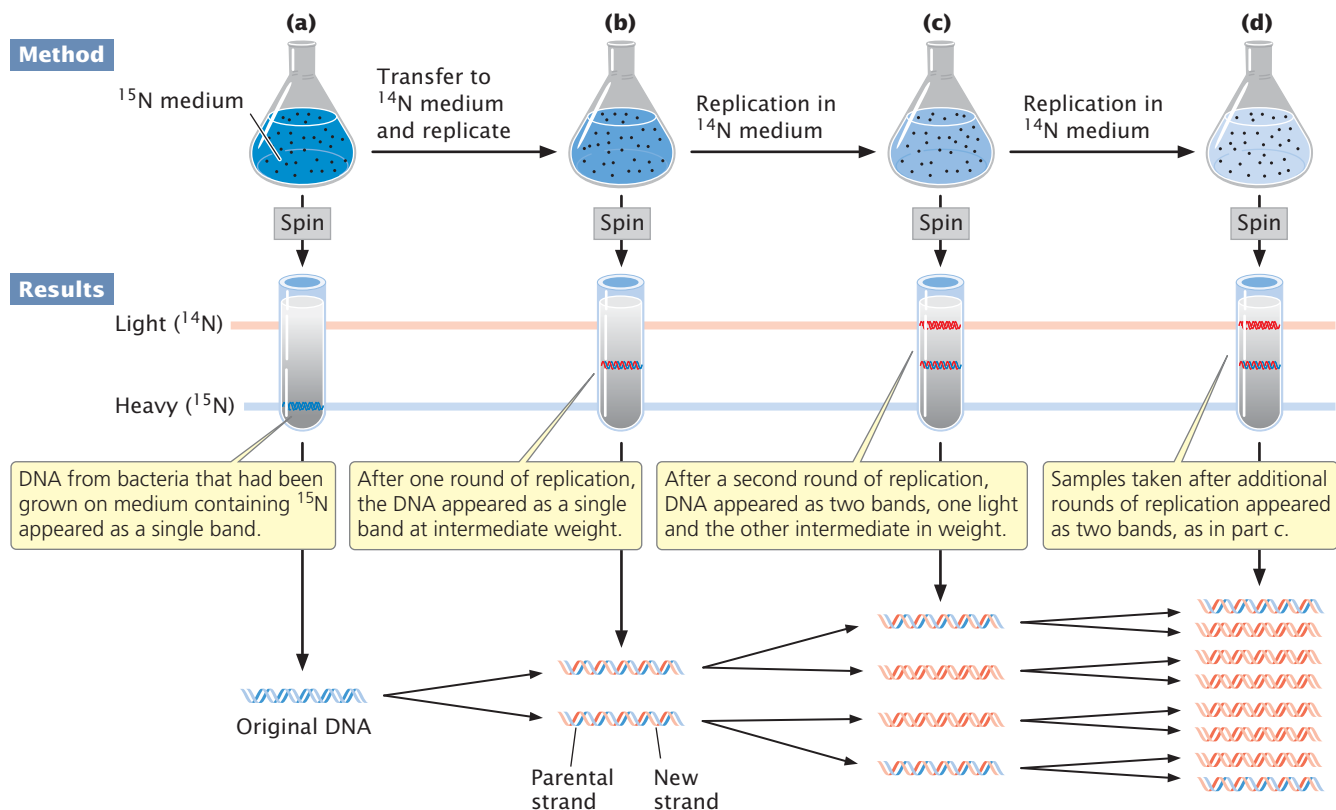 (a)
(b)
(c)
(d)
Method
¹⁵N medium
Transfer to
¹⁴N medium
and replicate
Replication in
¹⁴N medium
Replication in
¹⁴N medium
Spin
Spin
Spin
Spin
Results
Light (¹⁴N)
Heavy (¹⁵N)
DNA from bacteria that had been
grown on medium containing ¹⁵N
appeared as a single band.
After one round of replication,
the DNA appeared as a single
band at intermediate weight.
After a second round of replication,
DNA appeared as two bands, one light
and the other intermediate in weight.
Samples taken after additional
rounds of replication appeared
as two bands, as in part c.
Original DNA
Parental
strand
New
strand